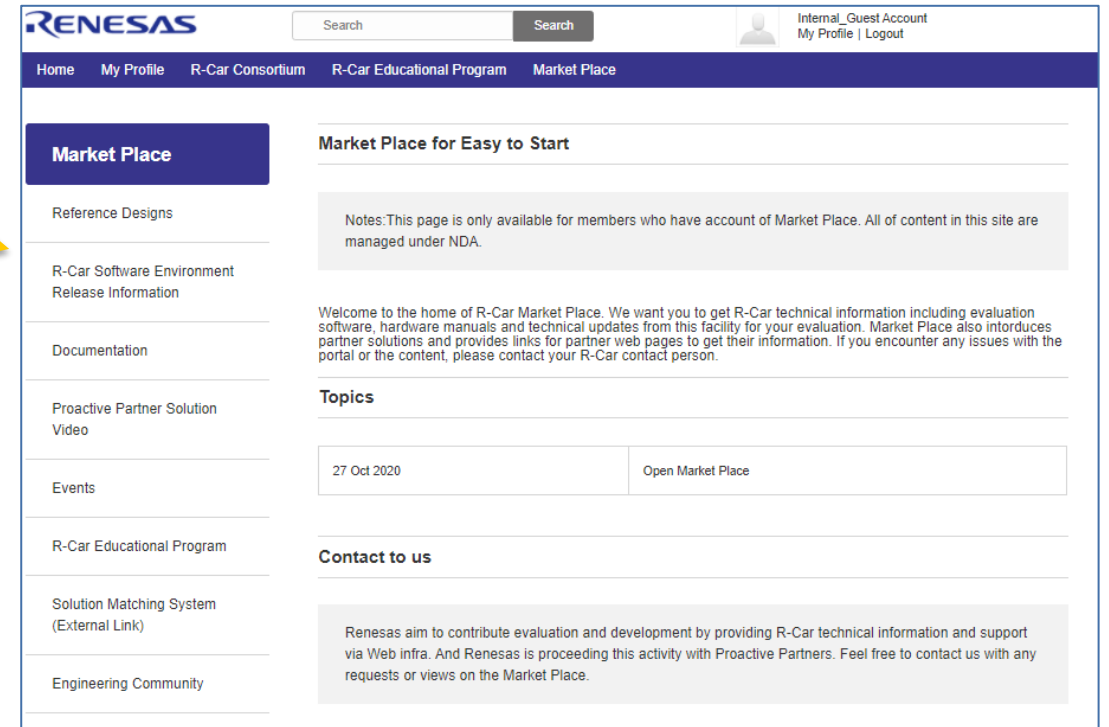 RENESAS
Search
Search
Internal_Guest Account
My Profile | Logout
Home My Profile R-Car Consortium R-Car Educational Program Market Place
Market Place
Reference Designs
R-Car Software Environment
Release Information
Documentation
Proactive Partner Solution
Video
Events
R-Car Educational Program
Solution Matching System
(External Link)
Engineering Community
Market Place for Easy to Start
Notes:This page is only available for members who have account of Market Place. All of content in this site are
managed under NDA.
Welcome to the home of R-Car Market Place. We want you to get R-Car technical information including evaluation
software, hardware manuals and technical updates from this facility for your evaluation. Market Place also intorduces
partner solutions and provides links for partner web pages to get their information. If you encounter any issues with the
portal or the content, please contact your R-Car contact person.
Topics
27 Oct 2020 Open Market Place
Contact to us
Renesas aim to contribute evaluation and development by providing R-Car technical information and support
via Web infra. And Renesas is proceeding this activity with Proactive Partners. Feel free to contact us with any
requests or views on the Market Place.